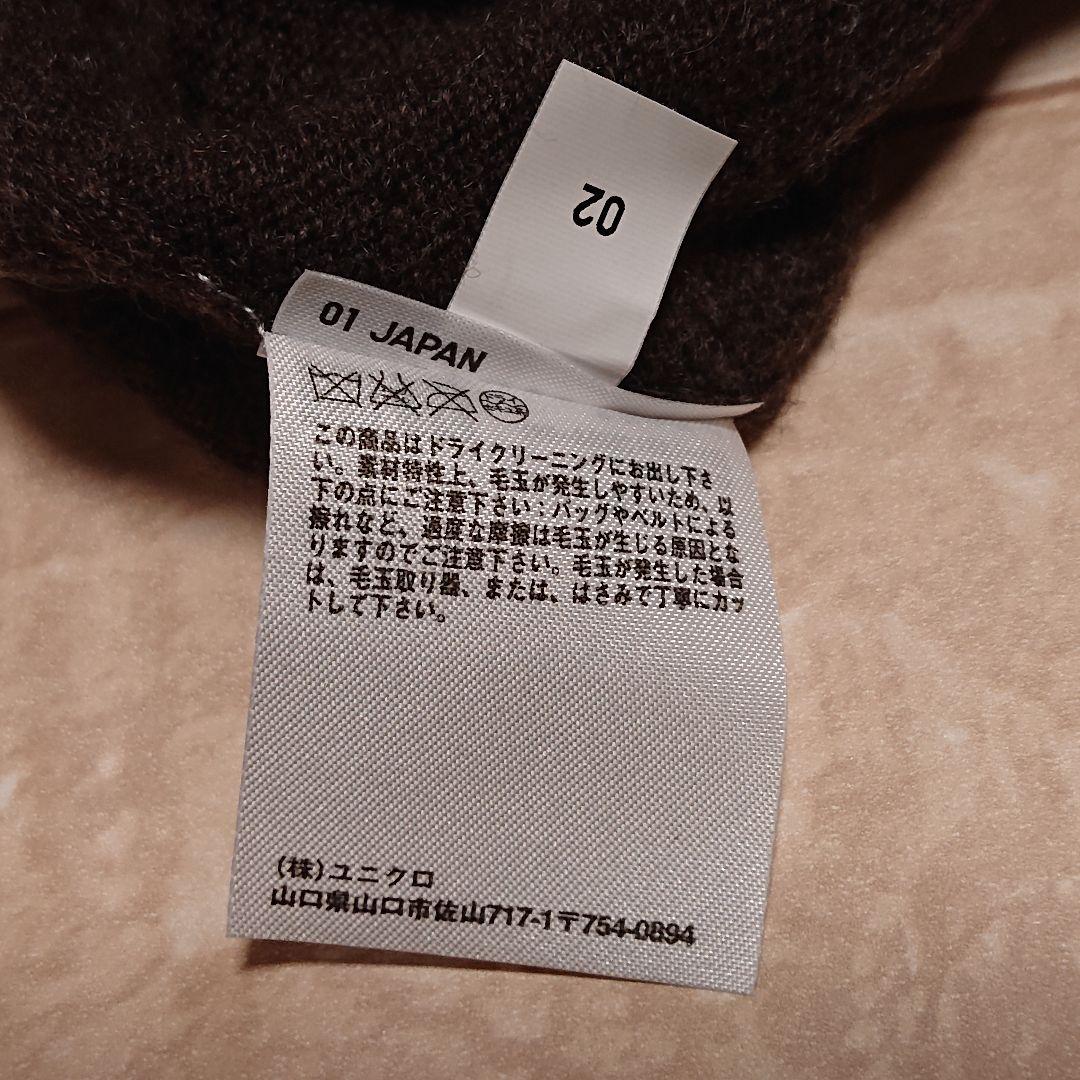 02
01 JAPAN
この商品はドライクリーニングにお出し下さ
い。素材特性上、毛玉が発生しやすいため、以
下の点にご注意下さい：バッグやベルトによる
擦れなど、過度な摩擦は毛玉が生じる原因とな
りますのでご注意下さい。毛玉が発生した場合
は、毛玉取り器、または、はさみで丁寧にカッ
トして下さい。
(株)ユニクロ
山口県山口市佐山717-1〒754-0894